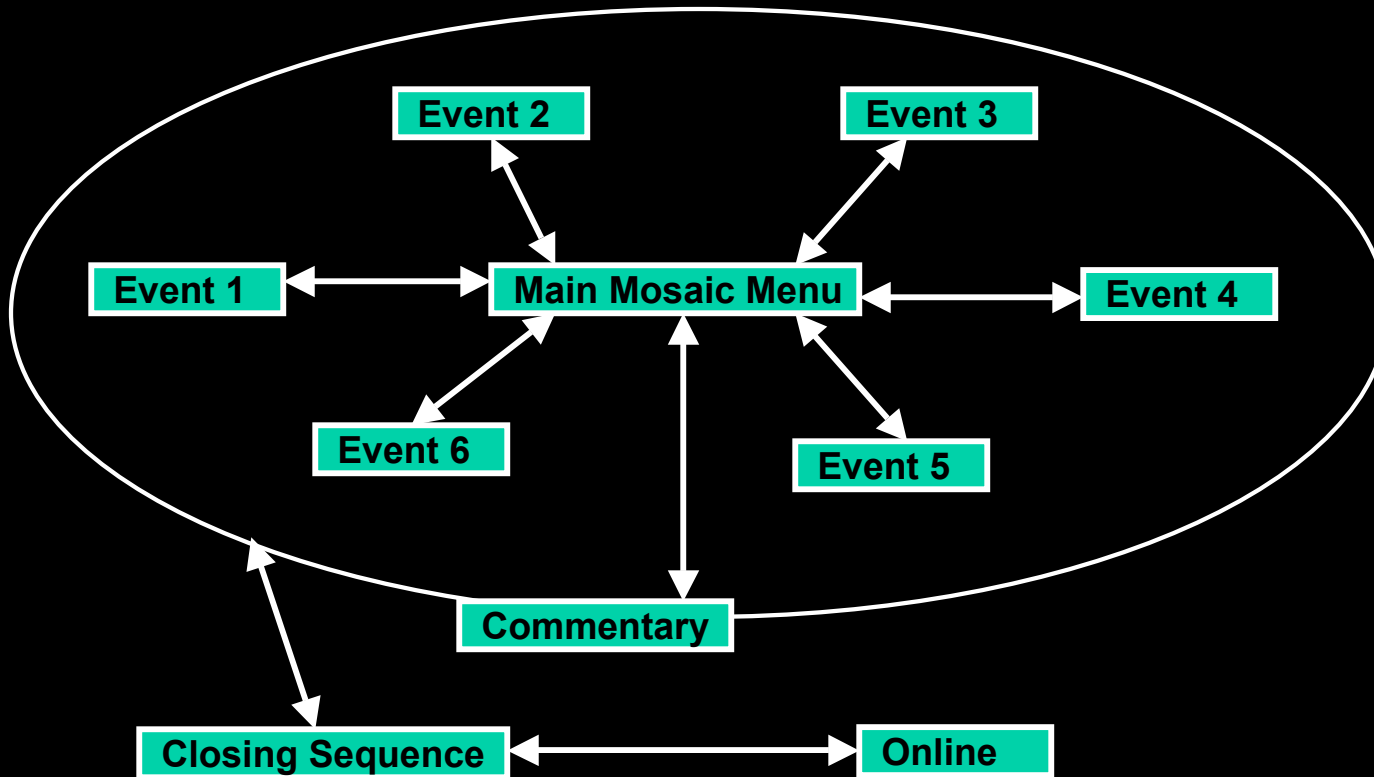 Event 2
Event 3
Event 1
Main Mosaic Menu
Event 4
Event 6
Event 5
Commentary
Closing Sequence
Online